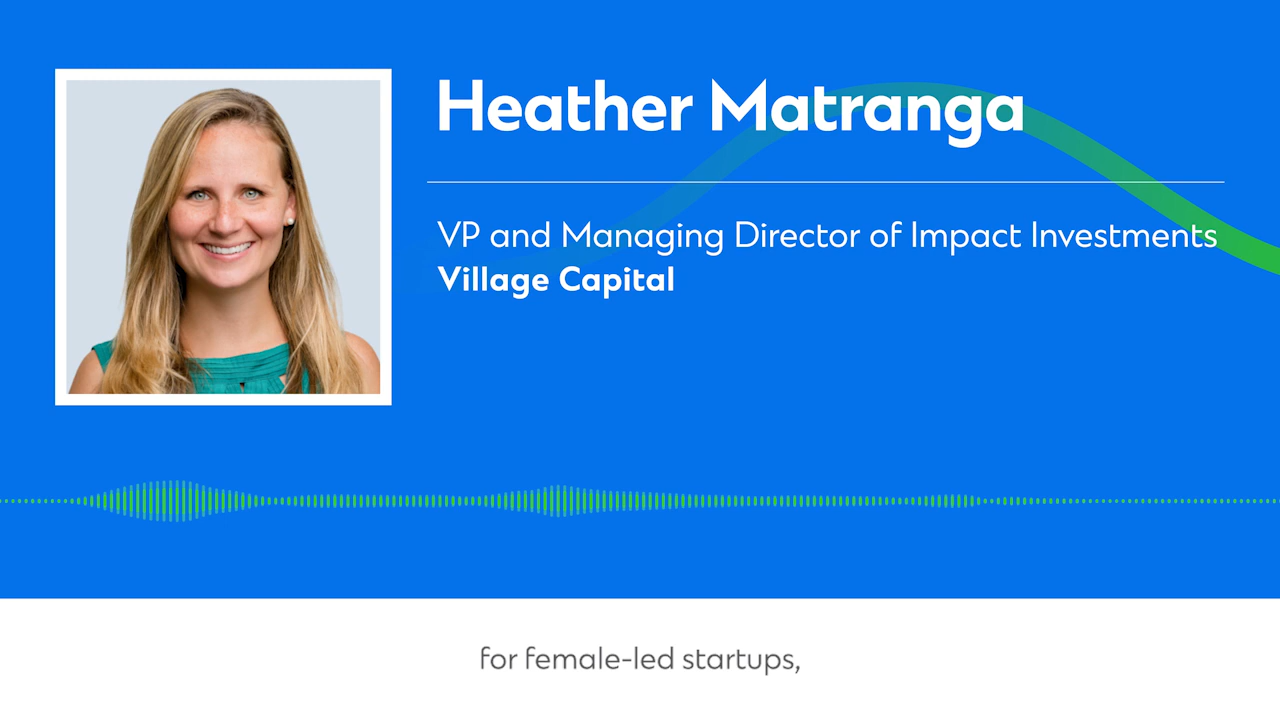 Heather Matranga
VP and Managing Director of Impact Investments
Village Capital
for female-led startups,